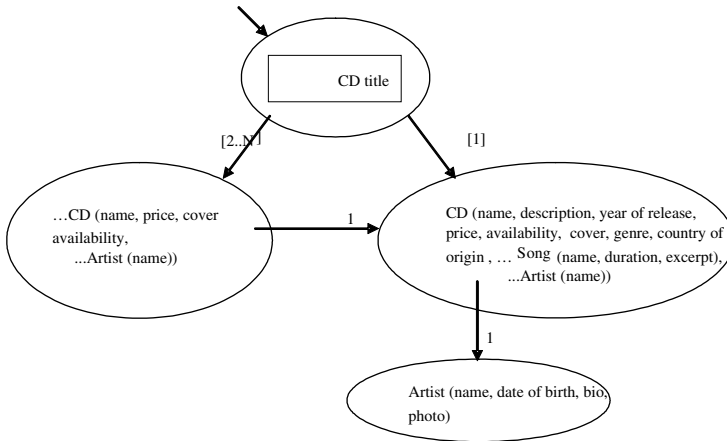 CD title
[2..N]
[1]
…CD (name, price, cover
availability,
...Artist (name))
1
CD (name, description, year of release,
price, availability, cover, genre, country of
origin , … Song (name, duration, excerpt),
...Artist (name))
1
Artist (name, date of birth, bio,
photo)